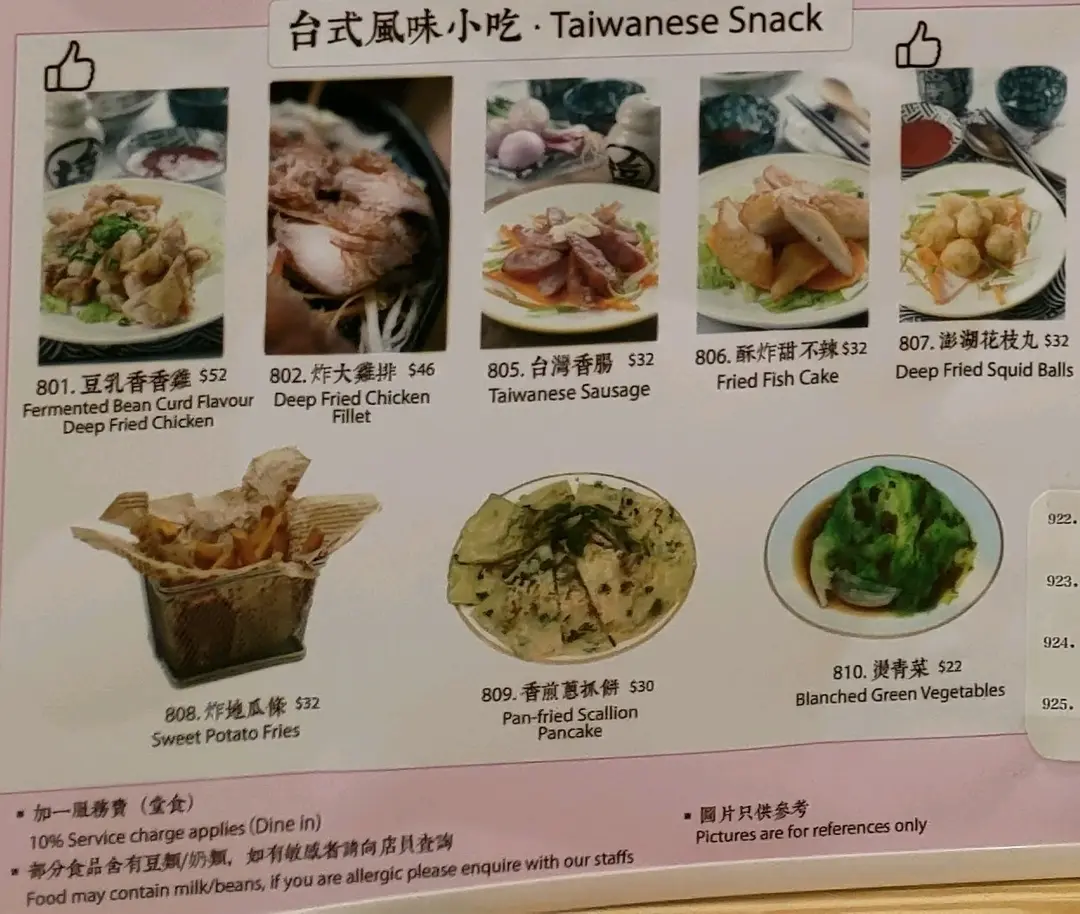 台式風味小吃 · Taiwanese Snack
801. 豆乳香香雞 $52
Fermented Bean Curd Flavour
Deep Fried Chicken
802. 炸大雞排 $46
Deep Fried Chicken
Fillet
805. 台灣香腸 $32
Taiwanese Sausage
806. 酥炸甜不辣 $32
Fried Fish Cake
807. 澎湖花枝丸 $32
Deep Fried Squid Balls
808. 炸地瓜條 $32
Sweet Potato Fries
809. 香煎蔥抓餅 $30
Pan-fried Scallion
Pancake
810. 燙青菜 $22
Blanched Green Vegetables
922.
923.
924.
925.
▪ 加一服務費（堂食）
10% Service charge applies (Dine in)
▪ 部分食品含有豆類/奶類，如有敏感者請向店員查詢
Food may contain milk/beans, if you are allergic please enquire with our staffs
▪ 圖片只供參考
Pictures are for references only